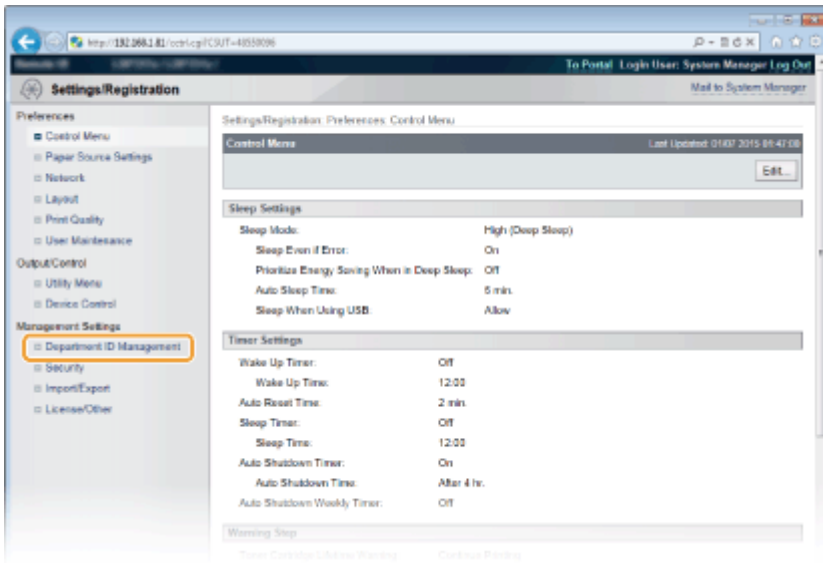 http://192.168.1.81/
To Portal Login User: System Manager Log Out
Settings/Registration
Mail to System Manager
Preferences
Control Menu
Paper Source Settings
Network
Layout
Print Quality
User Maintenance
Output/Control
Utility Menu
Device Control
Management Settings
Department ID Management
Security
Import/Export
License/Other
Settings/Registration: Preferences: Control Menu
Control Menu
Last Updated: 01/07 2015 01:47:08
Edit...
Sleep Settings
Sleep Mode: High (Deep Sleep)
Sleep Even if Error: On
Prioritize Energy Saving When in Deep Sleep: Off
Auto Sleep Time: 5 min.
Sleep When Using USB: Allow
Timer Settings
Wake Up Timer: Off
Wake Up Time: 12:00
Auto Reset Time: 2 min.
Sleep Timer: Off
Sleep Time: 12:00
Auto Shutdown Timer: On
Auto Shutdown Time: After 4 hr.
Auto Shutdown Weekly Timer: Off
Warning Step
Continue Printing